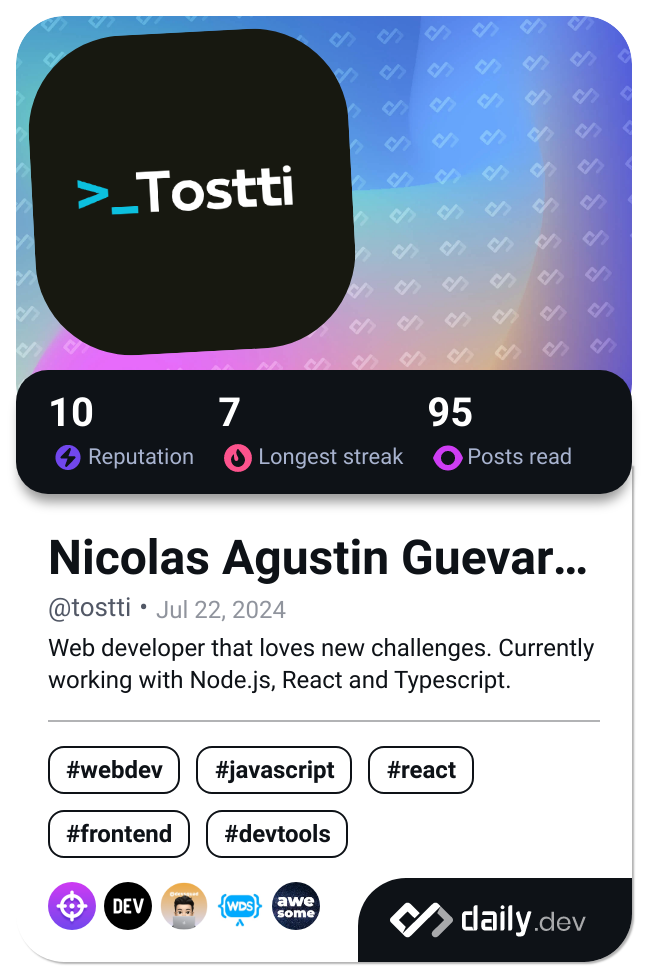 >_Tostti
10 7 95
Reputation Longest streak Posts read
Nicolas Agustin Guevar...
@tostti • Jul 22, 2024
Web developer that loves new challenges. Currently
working with Node.js, React and Typescript.
#webdev #javascript #react
#frontend #devtools
DEV
WDS
awe
some
daily.dev